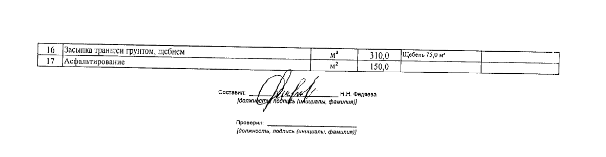 16 Засыпка траншеи грунтом, щебнем м³ 310,0 Щебень 75,0 м³
17 Асфальтирование м² 150,0
Составил: Н.Н. Федяева
[должность, подпись (инициалы, фамилия)]
Проверил:
[должность, подпись (инициалы, фамилия)]